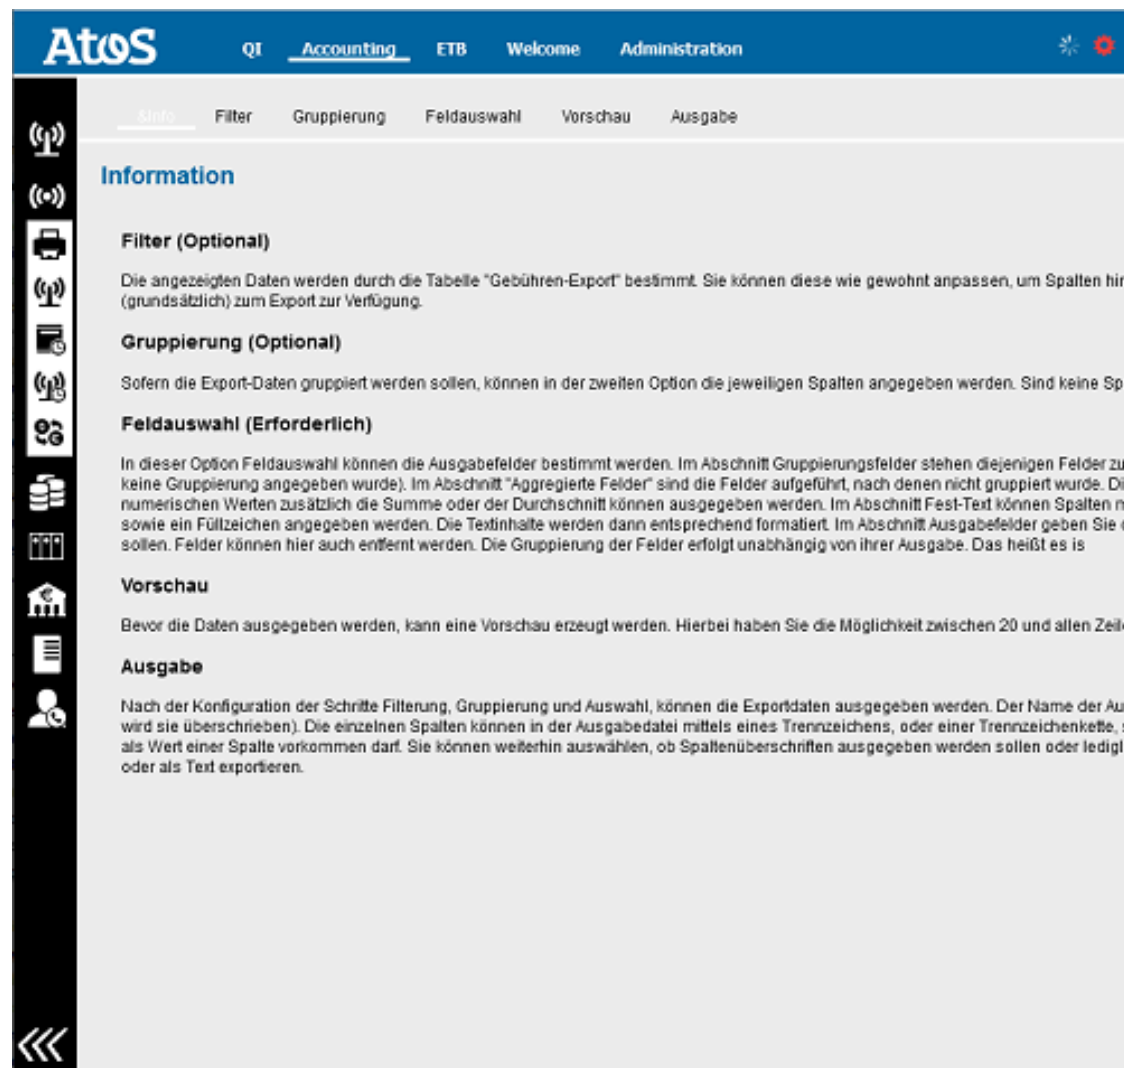 Atos
QI Accounting ETB Welcome Administration
&Info Filter Gruppierung Feldauswahl Vorschau Ausgabe
Information
Filter (Optional)
Die angezeigten Daten werden durch die Tabelle "Gebühren-Export" bestimmt. Sie können diese wie gewohnt anpassen, um Spalten hin
(grundsätzlich) zum Export zur Verfügung.
Gruppierung (Optional)
Sofern die Export-Daten gruppiert werden sollen, können in der zweiten Option die jeweiligen Spalten angegeben werden. Sind keine Sp
Feldauswahl (Erforderlich)
In dieser Option Feldauswahl können die Ausgabefelder bestimmt werden. Im Abschnitt Gruppierungsfelder stehen diejenigen Felder zu
keine Gruppierung angegeben wurde). Im Abschnitt "Aggregierte Felder" sind die Felder aufgeführt, nach denen nicht gruppiert wurde. Di
numerischen Werten zusätzlich die Summe oder der Durchschnitt können ausgegeben werden. Im Abschnitt Fest-Text können Spalten m
sowie ein Füllzeichen angegeben werden. Die Textinhalte werden dann entsprechend formatiert. Im Abschnitt Ausgabefelder geben Sie
sollen. Felder können hier auch entfernt werden. Die Gruppierung der Felder erfolgt unabhängig von ihrer Ausgabe. Das heißt es is
Vorschau
Bevor die Daten ausgegeben werden, kann eine Vorschau erzeugt werden. Hierbei haben Sie die Möglichkeit zwischen 20 und allen Zeil
Ausgabe
Nach der Konfiguration der Schritte Filterung, Gruppierung und Auswahl, können die Exportdaten ausgegeben werden. Der Name der Au
wird sie überschrieben). Die einzelnen Spalten können in der Ausgabedatei mittels eines Trennzeichens, oder einer Trennzeichenkette,
als Wert einer Spalte vorkommen darf. Sie können weiterhin auswählen, ob Spaltenüberschriften ausgegeben werden sollen oder ledigl
oder als Text exportieren.